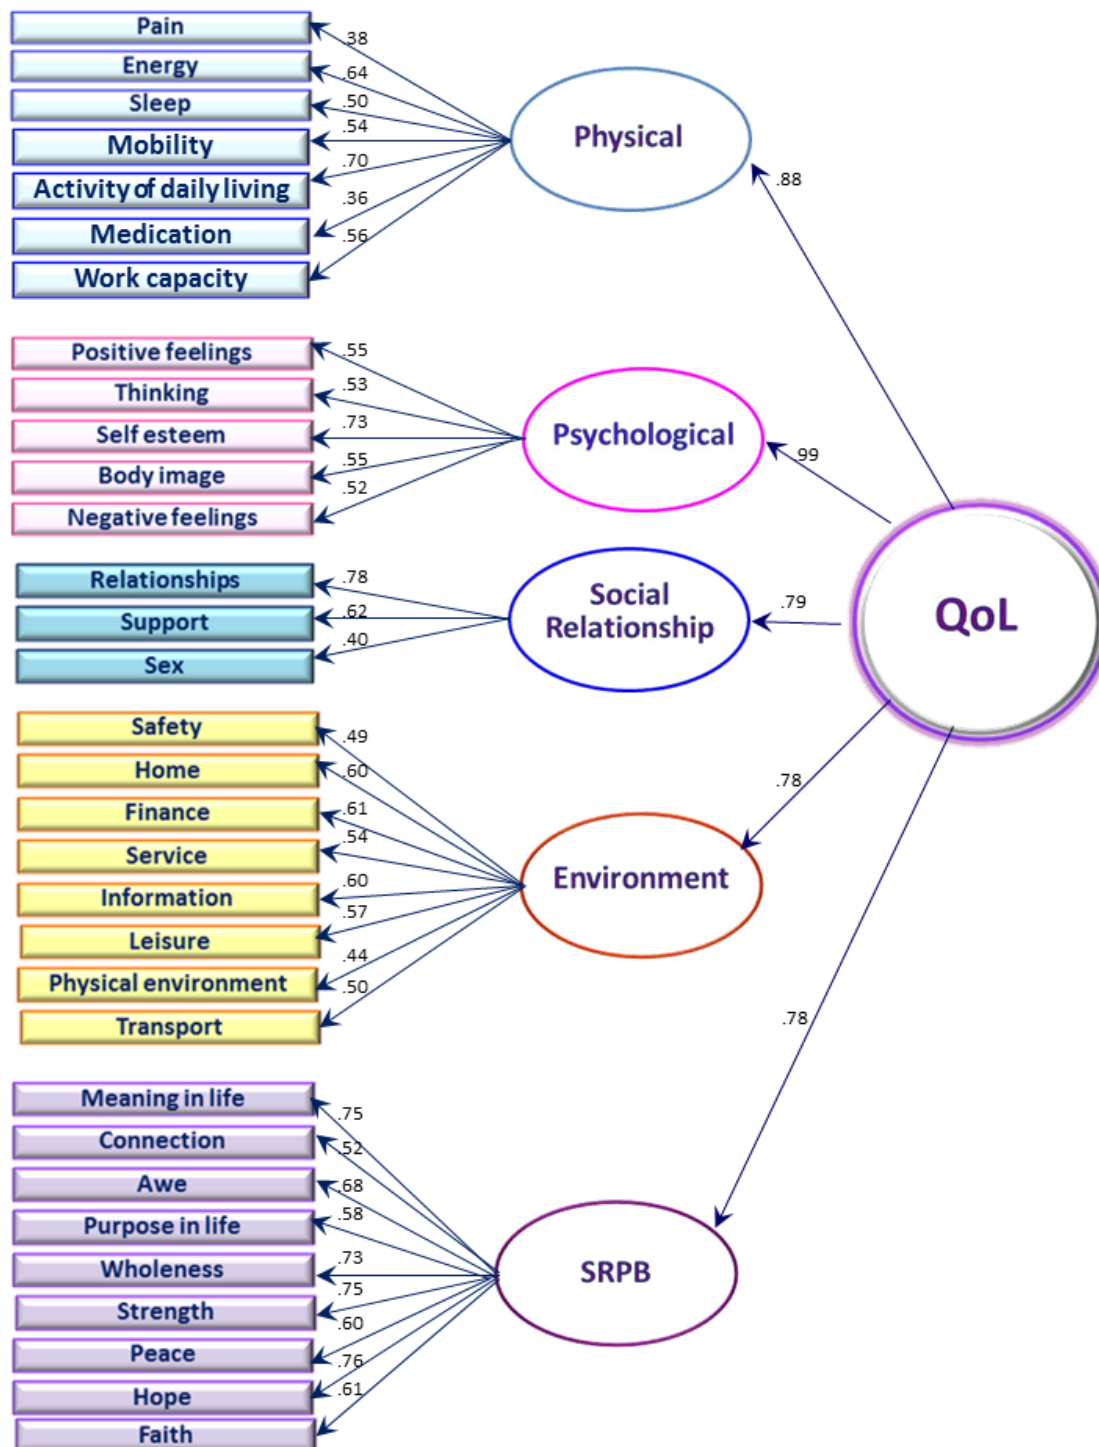 Pain
.38
Energy
.64
Sleep
.50
Mobility
.54
Activity of daily living
.70
Medication
.36
Work capacity
.56
Physical
.88
Positive feelings
.55
Thinking
.53
Self esteem
.73
Body image
.55
Negative feelings
.52
Psychological
.99
Relationships
.78
Support
.62
Sex
.40
Social
Relationship
.79
QoL
Safety
.49
Home
.60
Finance
.61
Service
.54
Information
.60
Leisure
.57
Physical environment
.44
Transport
.50
Environment
.78
Meaning in life
.75
Connection
.52
Awe
.68
Purpose in life
.58
Wholeness
.73
Strength
.75
Peace
.60
Hope
.76
Faith
.61
SRPB
.78